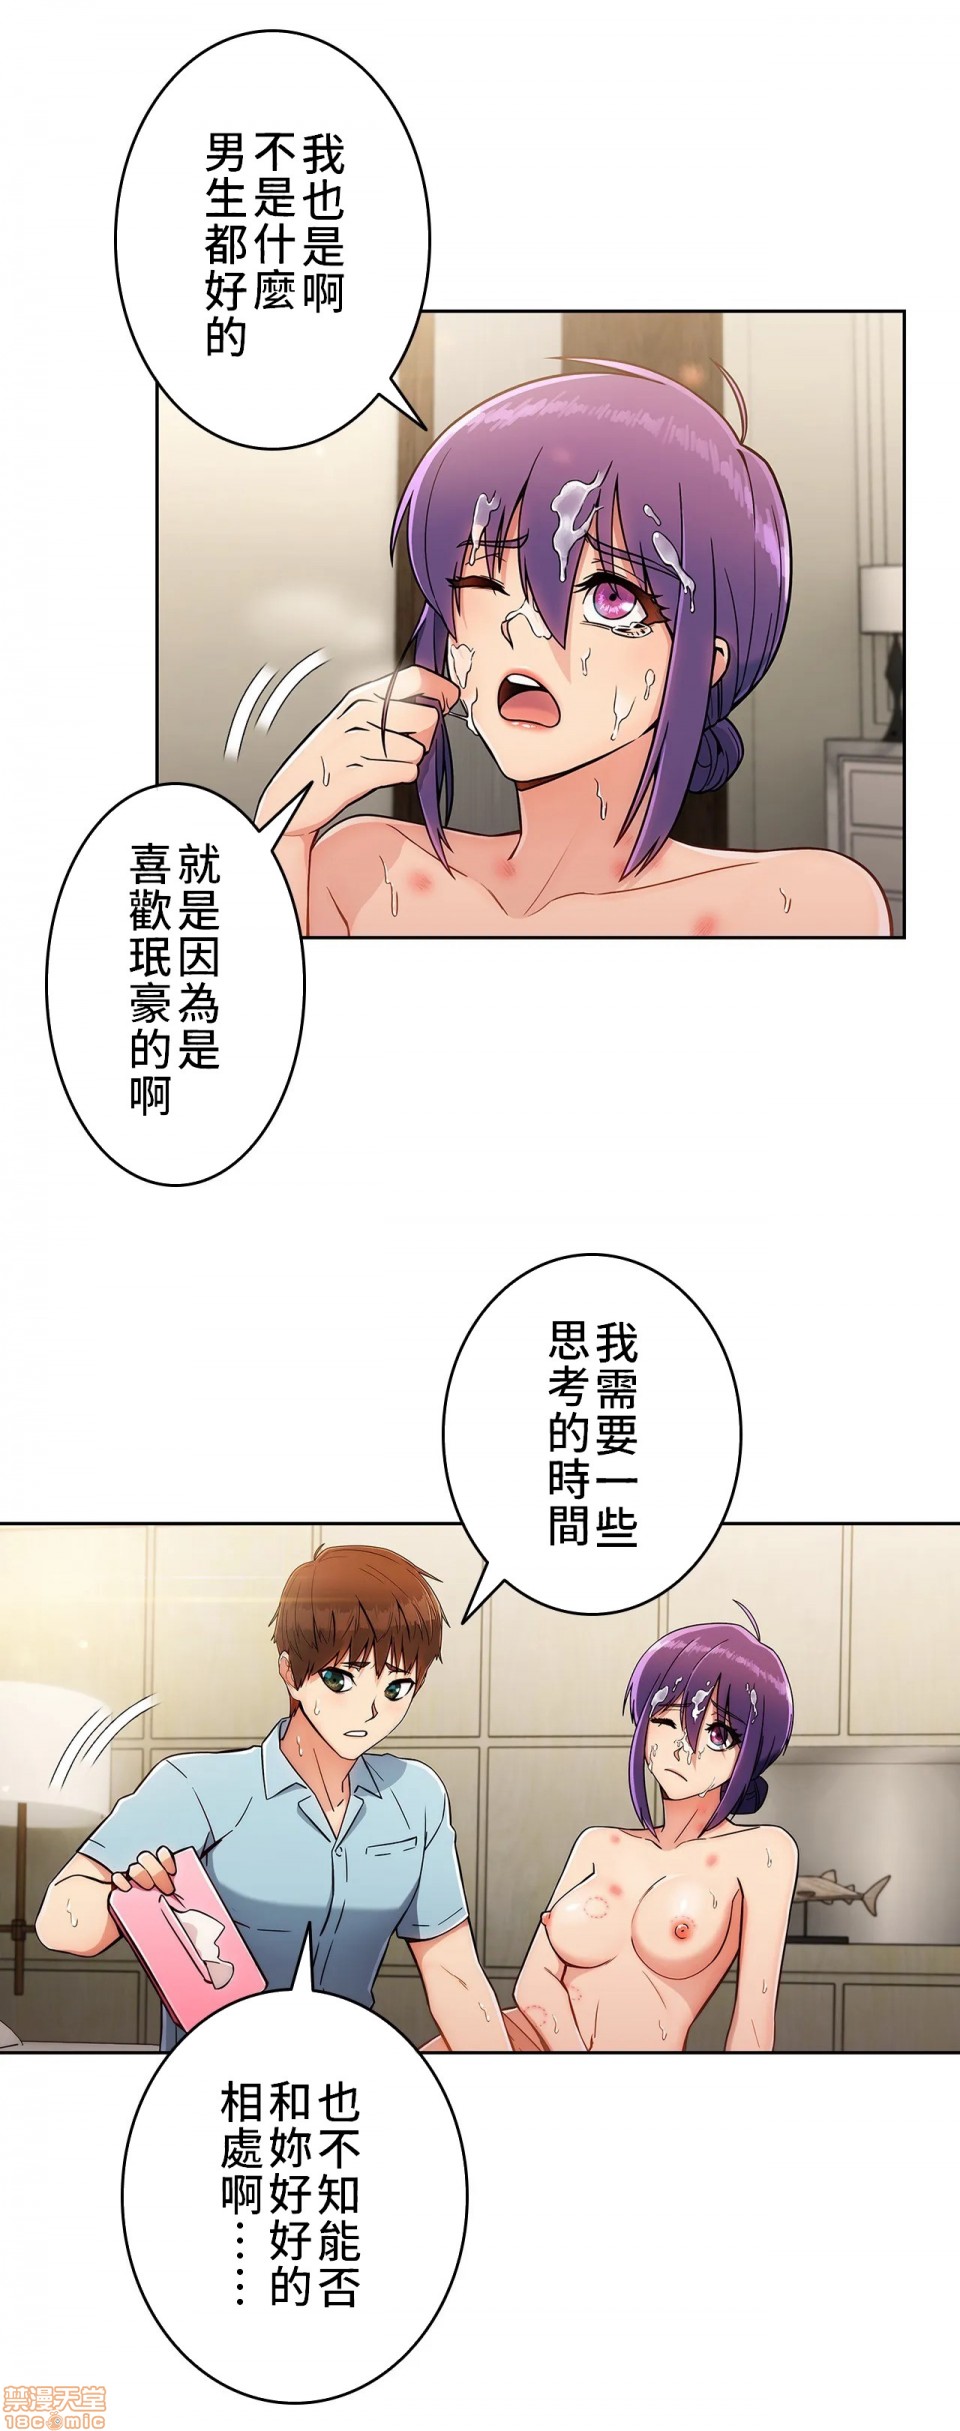 我也是啊
不是什麼
男生都好的
就是因為是
喜歡珉豪的啊
我需要一些
思考的時間
也不知能否
和妳好好的
相處啊……
禁漫天堂
18comic